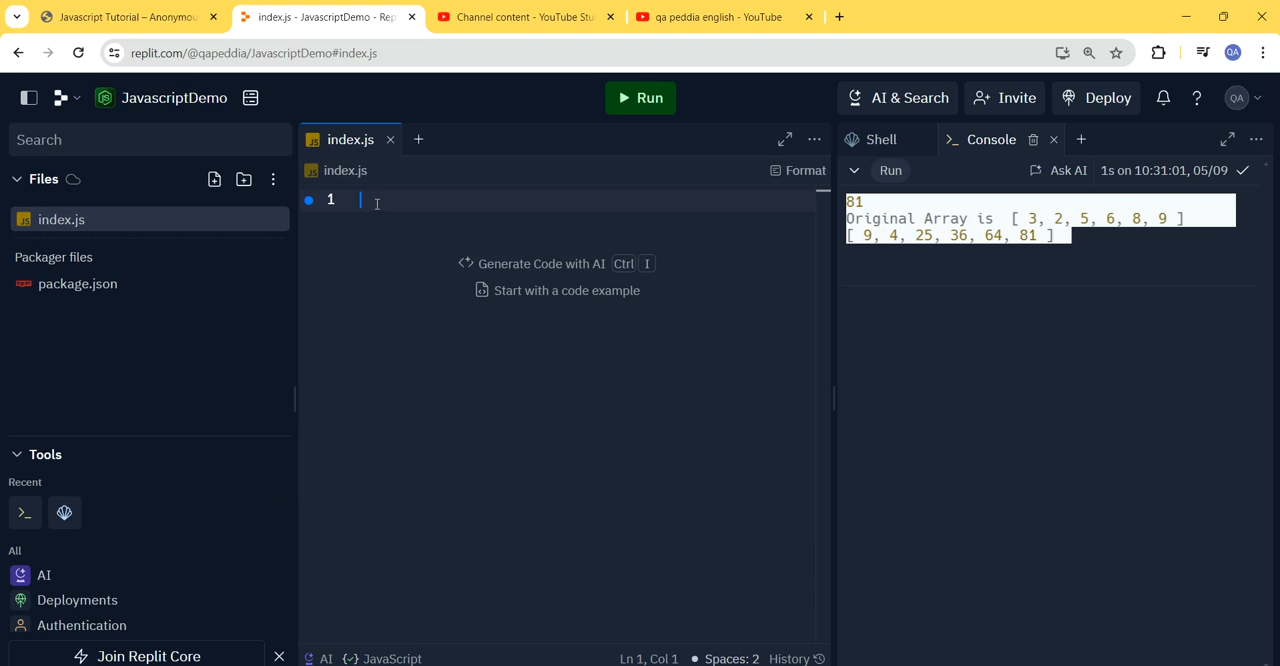 Javascript Tutorial – Anonymou
index.js - JavascriptDemo - Rep
Channel content - YouTube Stu
qa peddia english - YouTube
replit.com/@qapeddia/JavascriptDemo#index.js
QA
JavascriptDemo
Run
AI & Search
Invite
Deploy
QA
Search
Files
index.js
Packager files
package.json
Tools
Recent
All
AI
Deployments
Authentication
Join Replit Core
JS index.js
JS index.js
Format
1
Generate Code with AI Ctrl I
Start with a code example
AI JavaScript
Ln 1, Col 1 Spaces: 2 History
Shell
Console
Run
Ask AI 1s on 10:31:01, 05/09
81
Original Array is [ 3, 2, 5, 6, 8, 9 ]
[ 9, 4, 25, 36, 64, 81 ]